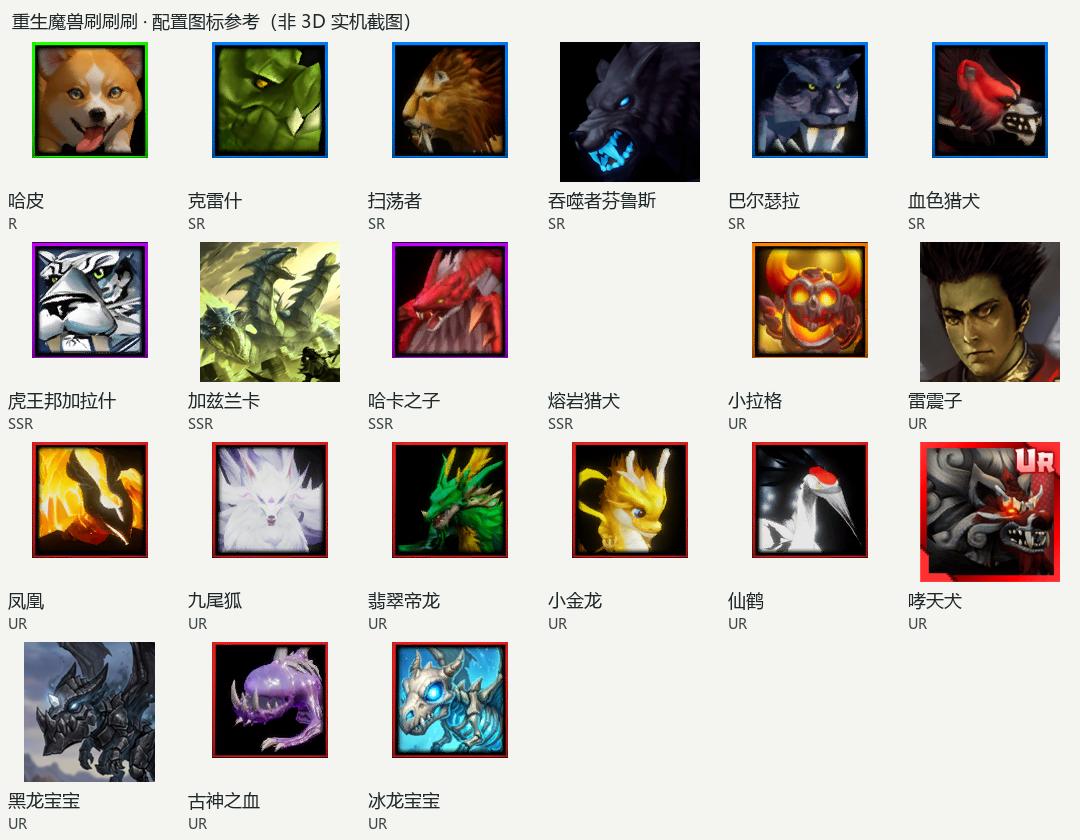 重生魔兽刷刷刷 · 配置图标参考（非 3D 实机截图）
哈皮 克雷什 扫荡者 吞噬者芬鲁斯 巴尔瑟拉 血色猎犬
R SR SR SR SR SR
虎王邦加拉什 加兹兰卡 哈卡之子 熔岩猎犬 小拉格 雷震子
SSR SSR SSR SSR UR UR
UR
凤凰 九尾狐 翡翠帝龙 小金龙 仙鹤 哮天犬
UR UR UR UR UR UR
黑龙宝宝 古神之血 冰龙宝宝
UR UR UR